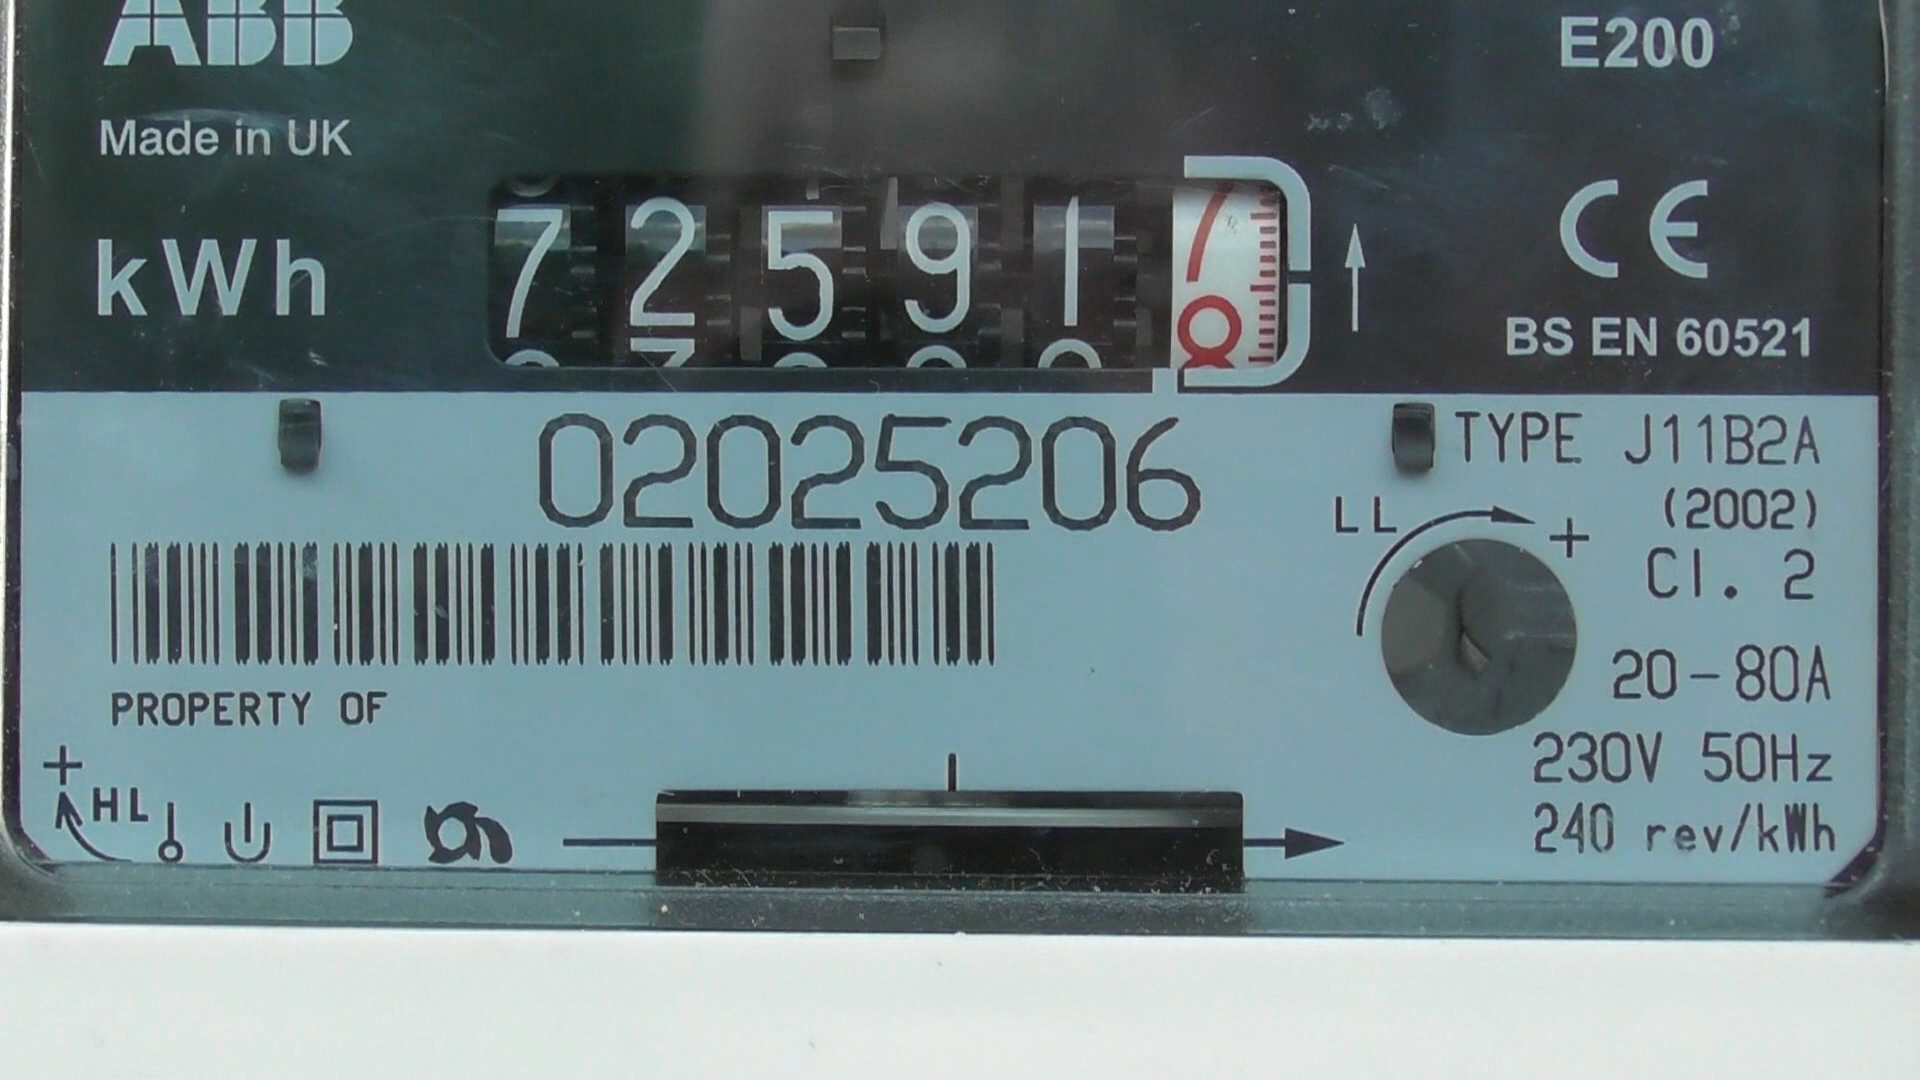 ABB
E200
Made in UK
kWh
72591
8
CE
BS EN 60521
02025206
TYPE J11B2A
(2002)
LL
+
Cl. 2
20-80A
PROPERTY OF
230V 50Hz
+
HL
240 rev/kWh